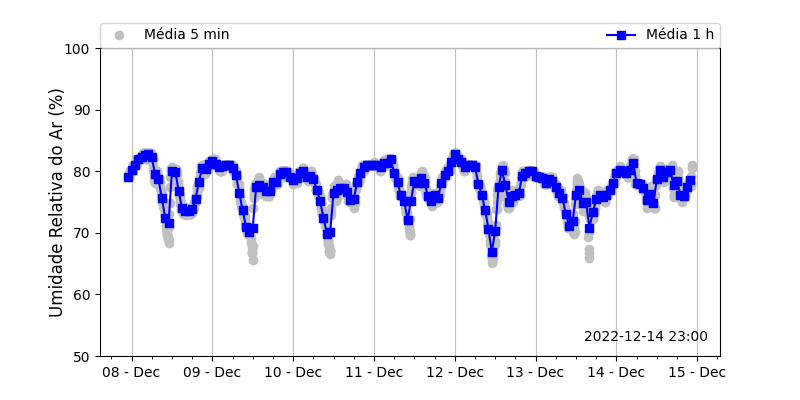 Média 5 min Média 1 h
100
90
80
70
60
50
Umidade Relativa do Ar (%)
2022-12-14 23:00
08 - Dec 09 - Dec 10 - Dec 11 - Dec 12 - Dec 13 - Dec 14 - Dec 15 - Dec